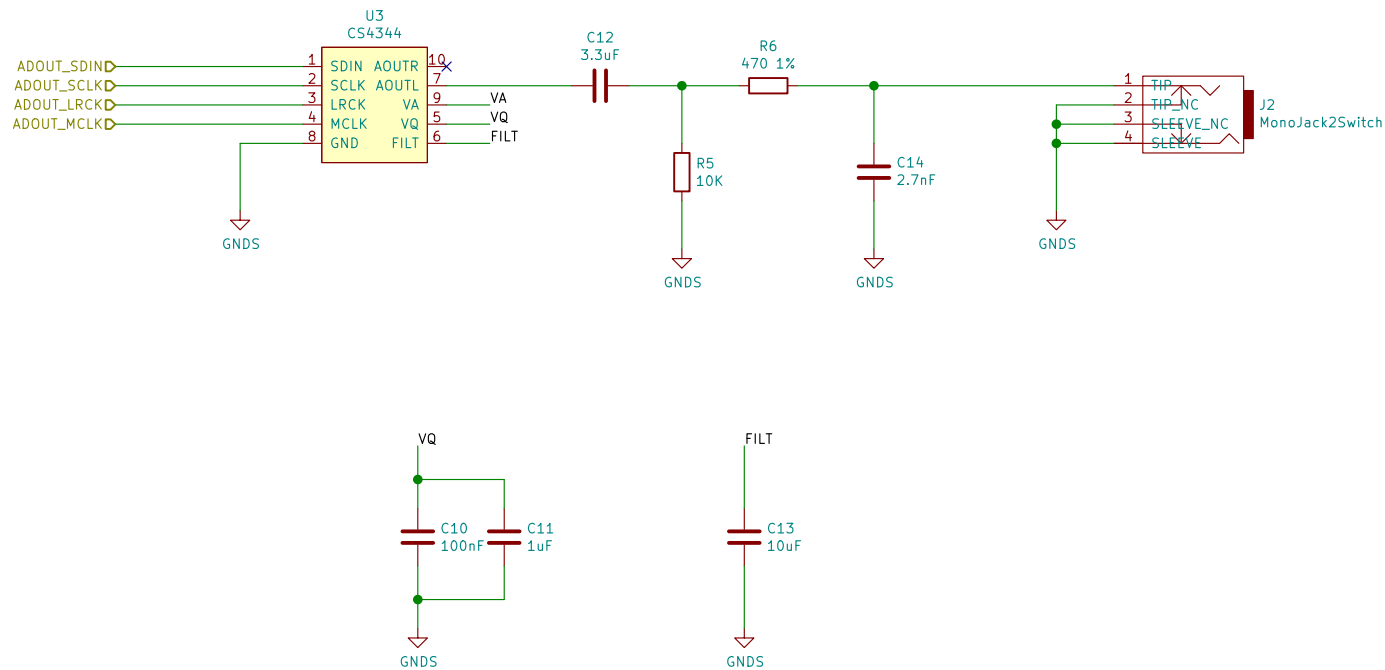 U3
CS4344
ADOUT_SDIN
ADOUT_SCLK
ADOUT_LRCK
ADOUT_MCLK
1 SDIN AOUTR 10
2 SCLK AOUTL 7
3 LRCK VA 9 VA
4 MCLK VQ 5 VQ
8 GND FILT 6 FILT
GNDS
C12
3.3uF
R6
470 1%
R5
10K
GNDS
C14
2.7nF
GNDS
1 TIP
2 TIP_NC
3 SLEEVE_NC
4 SLEEVE
J2
MonoJack2Switch
GNDS
VQ
C10
100nF
C11
1uF
GNDS
FILT
C13
10uF
GNDS